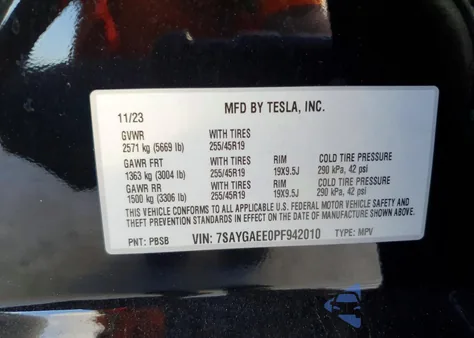 MFD BY TESLA, INC.
11/23
GVWR WITH TIRES
2571 kg (5669 lb) 255/45R19
GAWR FRT WITH TIRES RIM COLD TIRE PRESSURE
1363 kg (3004 lb) 255/45R19 19X9.5J 290 kPa, 42 psi
GAWR RR WITH TIRES RIM COLD TIRE PRESSURE
1500 kg (3306 lb) 255/45R19 19X9.5J 290 kPa, 42 psi
THIS VEHICLE CONFORMS TO ALL APPLICABLE U.S. FEDERAL MOTOR VEHICLE SAFETY AND
THEFT PREVENTION STANDARDS IN EFFECT ON THE DATE OF MANUFACTURE SHOWN ABOVE.
PNT: PBSB VIN: 7SAYGAEE0PF942010 TYPE: MPV